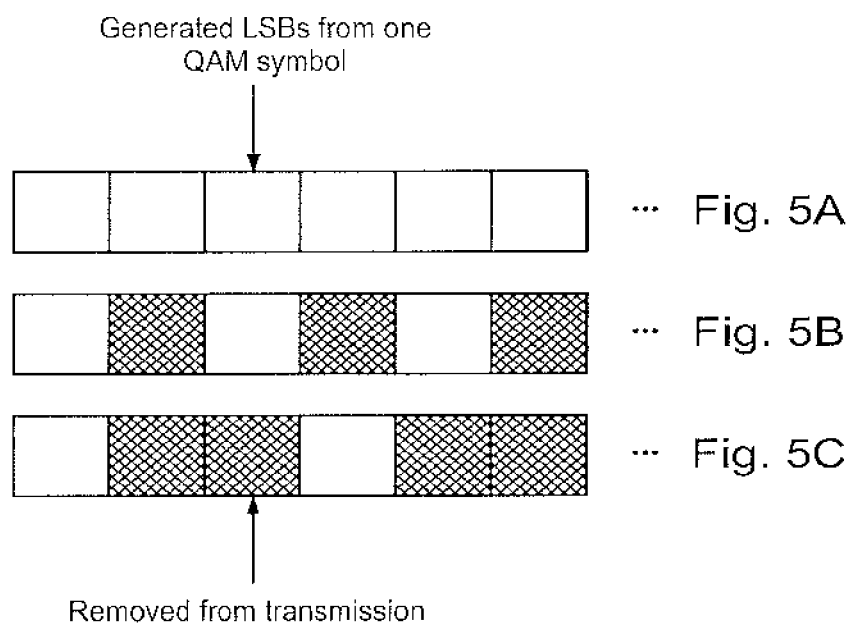 Generated LSBs from one
QAM symbol
... Fig. 5A
... Fig. 5B
... Fig. 5C
Removed from transmission